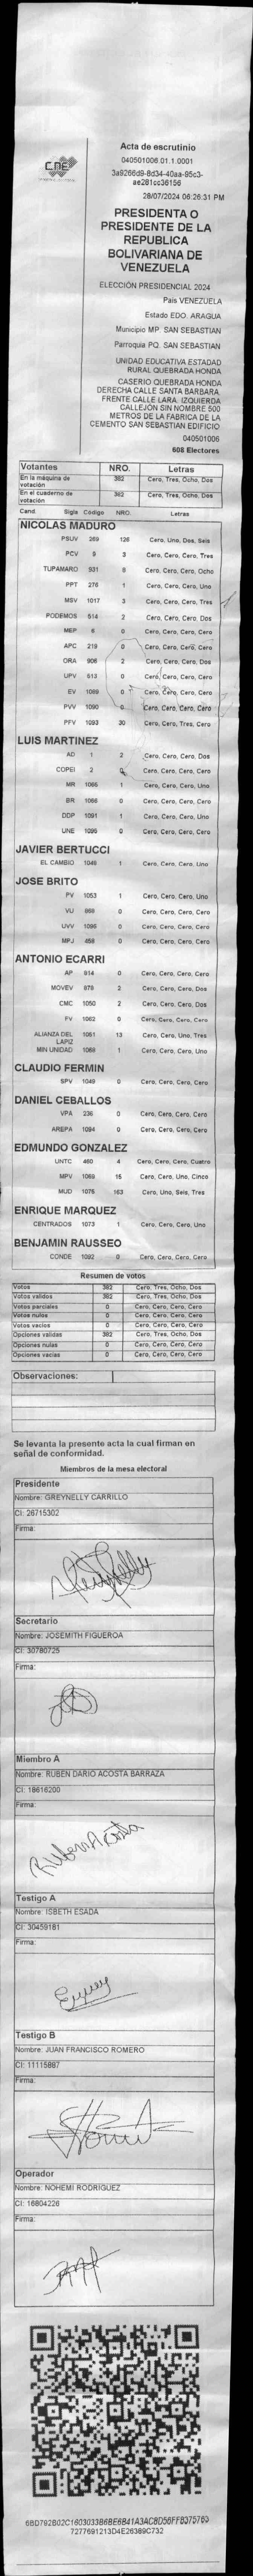 CNE
Acta de escrutinio
040501006.01.1.0001
3a9266d9-8d34-40aa-95c3-
ae281cc36156
28/07/2024 06:26:31 PM
PRESIDENTA O
PRESIDENTE DE LA
REPUBLICA
BOLIVARIANA DE
VENEZUELA
ELECCIÓN PRESIDENCIAL 2024
Pais VENEZUELA
Estado EDO. ARAGUA
Municipio MP. SAN SEBASTIAN
Parroquia PQ. SAN SEBASTIAN
UNIDAD EDUCATIVA ESTADAD
RURAL QUEBRADA HONDA
CASERIO QUEBRADA HONDA
DERECHA CALLE SANTA BARBARA.
FRENTE CALLE LARA. IZQUIERDA
CALLEJÓN SIN NOMBRE 500
METROS DE LA FABRICA DE LA
CEMENTO SAN SEBASTIAN EDIFICIO
040501006
608 Electores
Votantes NRO. Letras
En la máquina de votación 382 Cero, Tres, Ocho, Dos
En el cuaderno de votación 382 Cero, Tres, Ocho, Dos
Cand. Sigla Código NRO. Letras
NICOLAS MADURO
PSUV 269 126 Cero, Uno, Dos, Seis
PCV 9 3 Cero, Cero, Cero, Tres
TUPAMARO 931 8 Cero, Cero, Cero, Ocho
PPT 276 1 Cero, Cero, Cero, Uno
MSV 1017 3 Cero, Cero, Cero, Tres
PODEMOS 514 2 Cero, Cero, Cero, Dos
MEP 6 0 Cero, Cero, Cero, Cero
APC 219 0 Cero, Cero, Cero, Cero
ORA 906 2 Cero, Cero, Cero, Dos
UPV 613 0 Cero, Cero, Cero, Cero
EV 1089 0 Cero, Cero, Cero, Cero
PVV 1090 0 Cero, Cero, Cero, Cero
PFV 1093 30 Cero, Cero, Tres, Cero
LUIS MARTINEZ
AD 1 2 Cero, Cero, Cero, Dos
COPEI 2 0 Cero, Cero, Cero, Cero
MR 1065 1 Cero, Cero, Cero, Uno
BR 1066 0 Cero, Cero, Cero, Cero
DDP 1091 1 Cero, Cero, Cero, Uno
UNE 1095 0 Cero, Cero, Cero, Cero
JAVIER BERTUCCI
EL CAMBIO 1046 1 Cero, Cero, Cero, Uno
JOSE BRITO
PV 1053 1 Cero, Cero, Cero, Uno
VU 868 0 Cero, Cero, Cero, Cero
UVV 1096 0 Cero, Cero, Cero, Cero
MPJ 458 0 Cero, Cero, Cero, Cero
ANTONIO ECARRI
AP 914 0 Cero, Cero, Cero, Cero
MOVEV 979 2 Cero, Cero, Cero, Dos
CMC 1050 2 Cero, Cero, Cero, Dos
FV 1062 0 Cero, Cero, Cero, Cero
ALIANZA DEL LAPIZ 1051 13 Cero, Cero, Uno, Tres
MIN UNIDAD 1068 1 Cero, Cero, Cero, Uno
CLAUDIO FERMIN
SPV 1049 0 Cero, Cero, Cero, Cero
DANIEL CEBALLOS
VPA 236 0 Cero, Cero, Cero, Cero
AREPA 1094 0 Cero, Cero, Cero, Cero
EDMUNDO GONZALEZ
UNTC 460 4 Cero, Cero, Cero, Cuatro
MPV 1069 15 Cero, Cero, Uno, Cinco
MUD 1075 163 Cero, Uno, Seis, Tres
ENRIQUE MARQUEZ
CENTRADOS 1073 1 Cero, Cero, Cero, Uno
BENJAMIN RAUSSEO
CONDE 1092 0 Cero, Cero, Cero, Cero
Resumen de votos
Votos 382 Cero, Tres, Ocho, Dos
Votos validos 382 Cero, Tres, Ocho, Dos
Votos parciales 0 Cero, Cero, Cero, Cero
Votos nulos 0 Cero, Cero, Cero, Cero
Votos vacios 0 Cero, Cero, Cero, Cero
Opciones validas 382 Cero, Tres, Ocho, Dos
Opciones nulas 0 Cero, Cero, Cero, Cero
Opciones vacias 0 Cero, Cero, Cero, Cero
Observaciones:
Se levanta la presente acta la cual firman en
señal de conformidad.
Miembros de la mesa electoral
Presidente
Nombre: GREYNELLY CARRILLO
CI: 26715302
Firma:
Secretario
Nombre: JOSEMITH FIGUEROA
CI: 30780725
Firma:
Miembro A
Nombre: RUBEN DARIO ACOSTA BARRAZA
CI: 18616200
Firma:
Ruben Acosta
Testigo A
Nombre: ISBETH ESADA
CI: 30459181
Firma:
Testigo B
Nombre: JUAN FRANCISCO ROMERO
CI: 11115887
Firma:
Operador
Nombre: NOHEMI RODRIGUEZ
CI: 16804226
Firma:
7277691213D4E26389C732